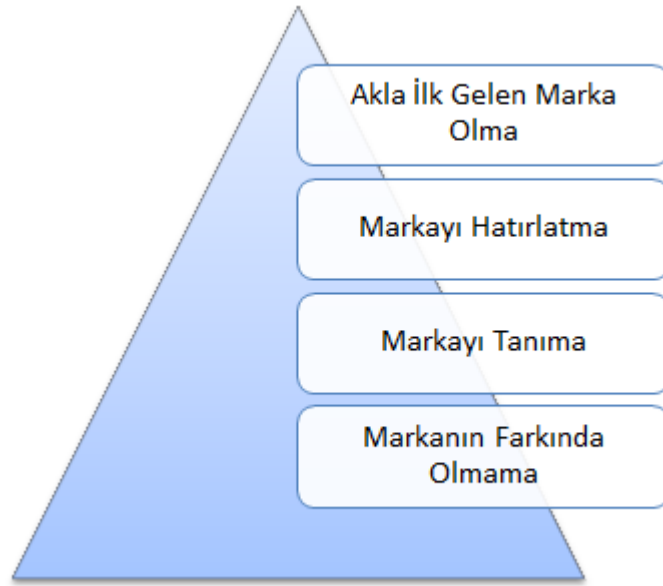 Akla İlk Gelen Marka
Olma
Markayı Hatırlatma
Markayı Tanıma
Markanın Farkında
Olmama